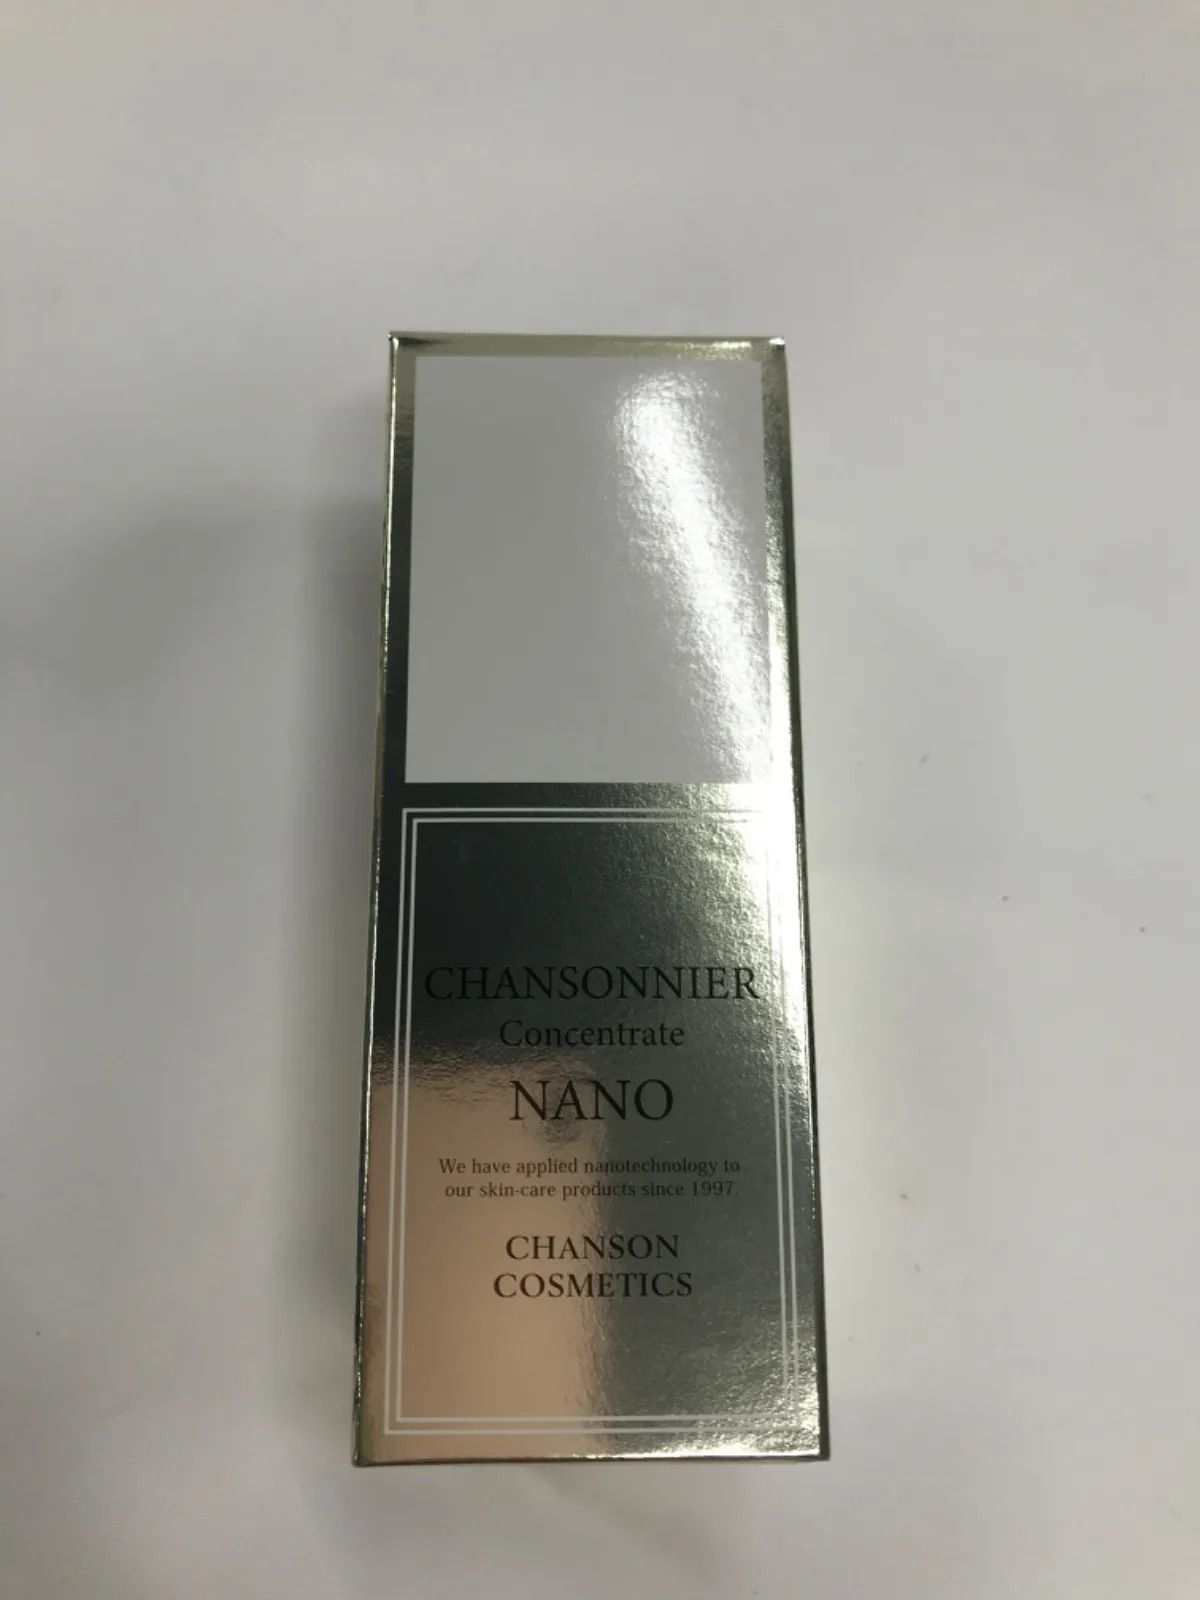 CHANSONNIER
Concentrate
NANO
We have applied nanotechnology to
our skin-care products since 1997.
CHANSON
COSMETICS